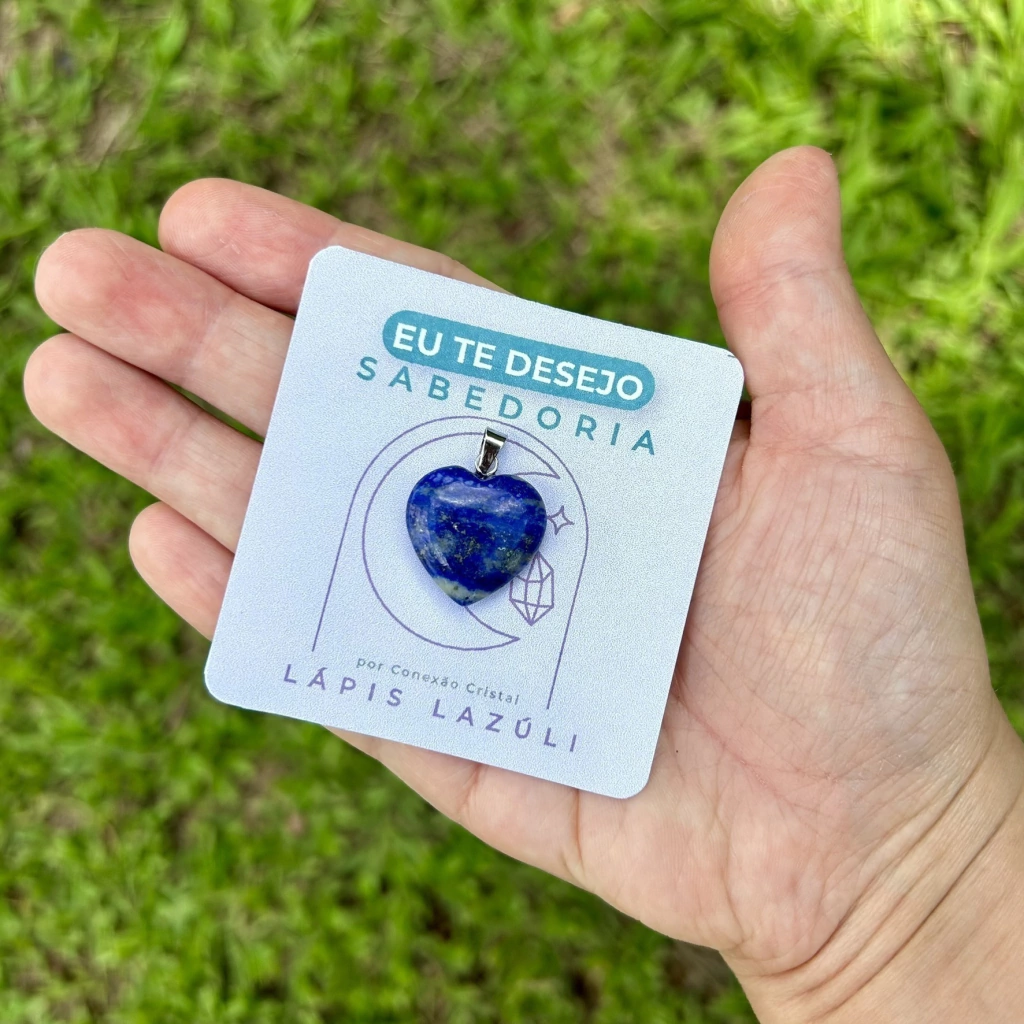 EU TE DESEJO
SABEDORIA
por Conexão Cristal
LÁPIS LAZÚLI